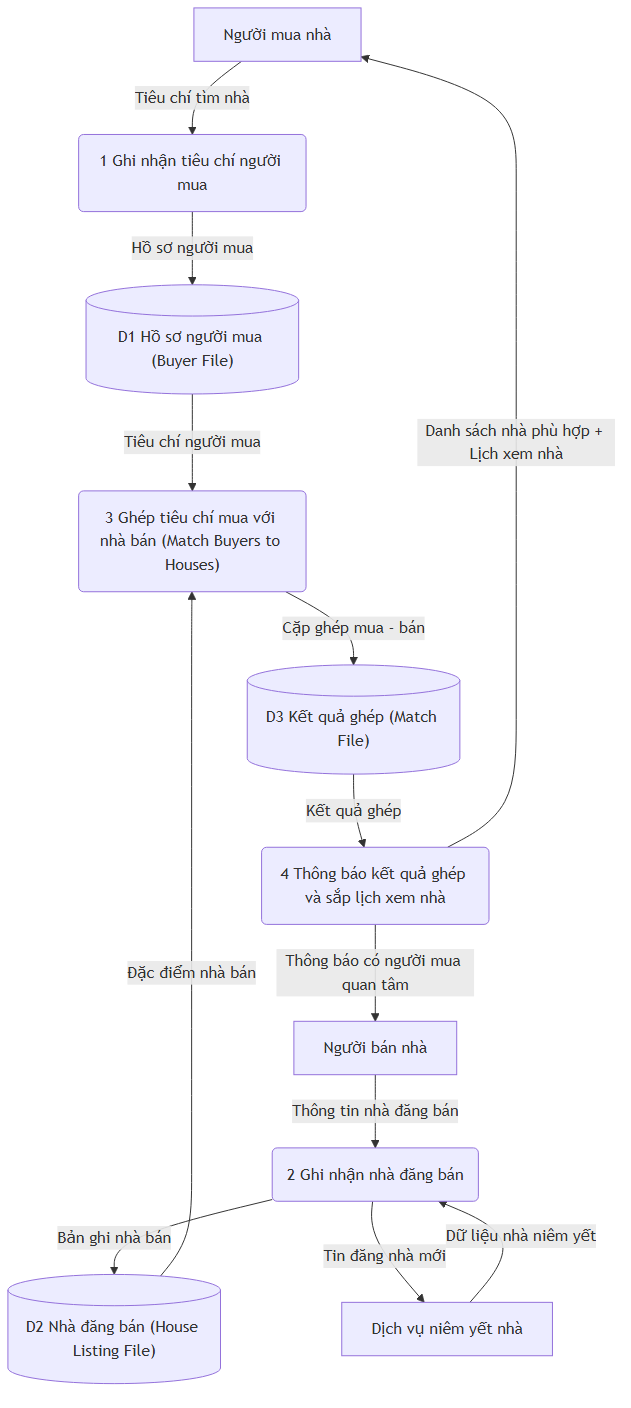 Người mua nhà
Tiêu chí tìm nhà
1 Ghi nhận tiêu chí người
mua
Hồ sơ người mua
D1 Hồ sơ người mua
(Buyer File)
Danh sách nhà phù hợp +
Lịch xem nhà
Tiêu chí người mua
3 Ghép tiêu chí mua với
nhà bán (Match Buyers to
Houses)
Cặp ghép mua - bán
D3 Kết quả ghép (Match
File)
Kết quả ghép
4 Thông báo kết quả ghép
và sắp lịch xem nhà
Đặc điểm nhà bán
Thông báo có người mua
quan tâm
Người bán nhà
Thông tin nhà đăng bán
2 Ghi nhận nhà đăng bán
Bản ghi nhà bán
Dữ liệu nhà niêm yết
Tin đăng nhà mới
D2 Nhà đăng bán (House
Listing File)
Dịch vụ niêm yết nhà